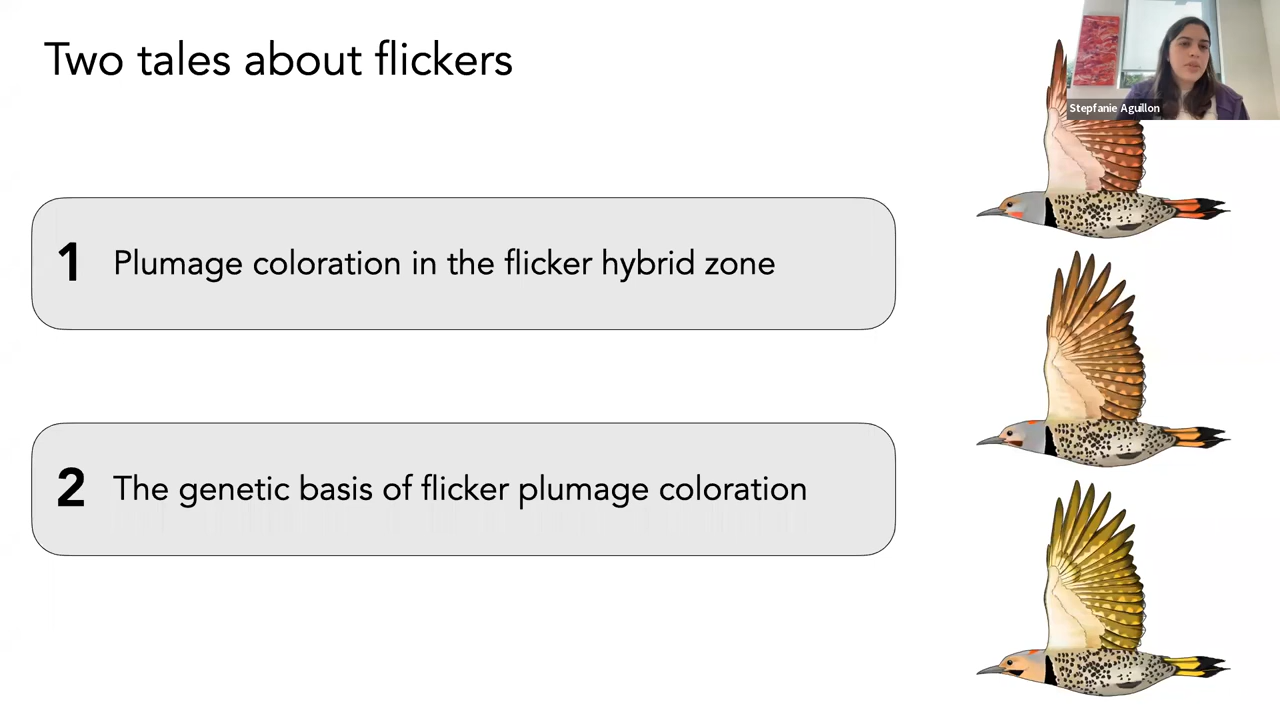 Two tales about flickers
Stepfanie Aguillon
1 Plumage coloration in the flicker hybrid zone
2 The genetic basis of flicker plumage coloration